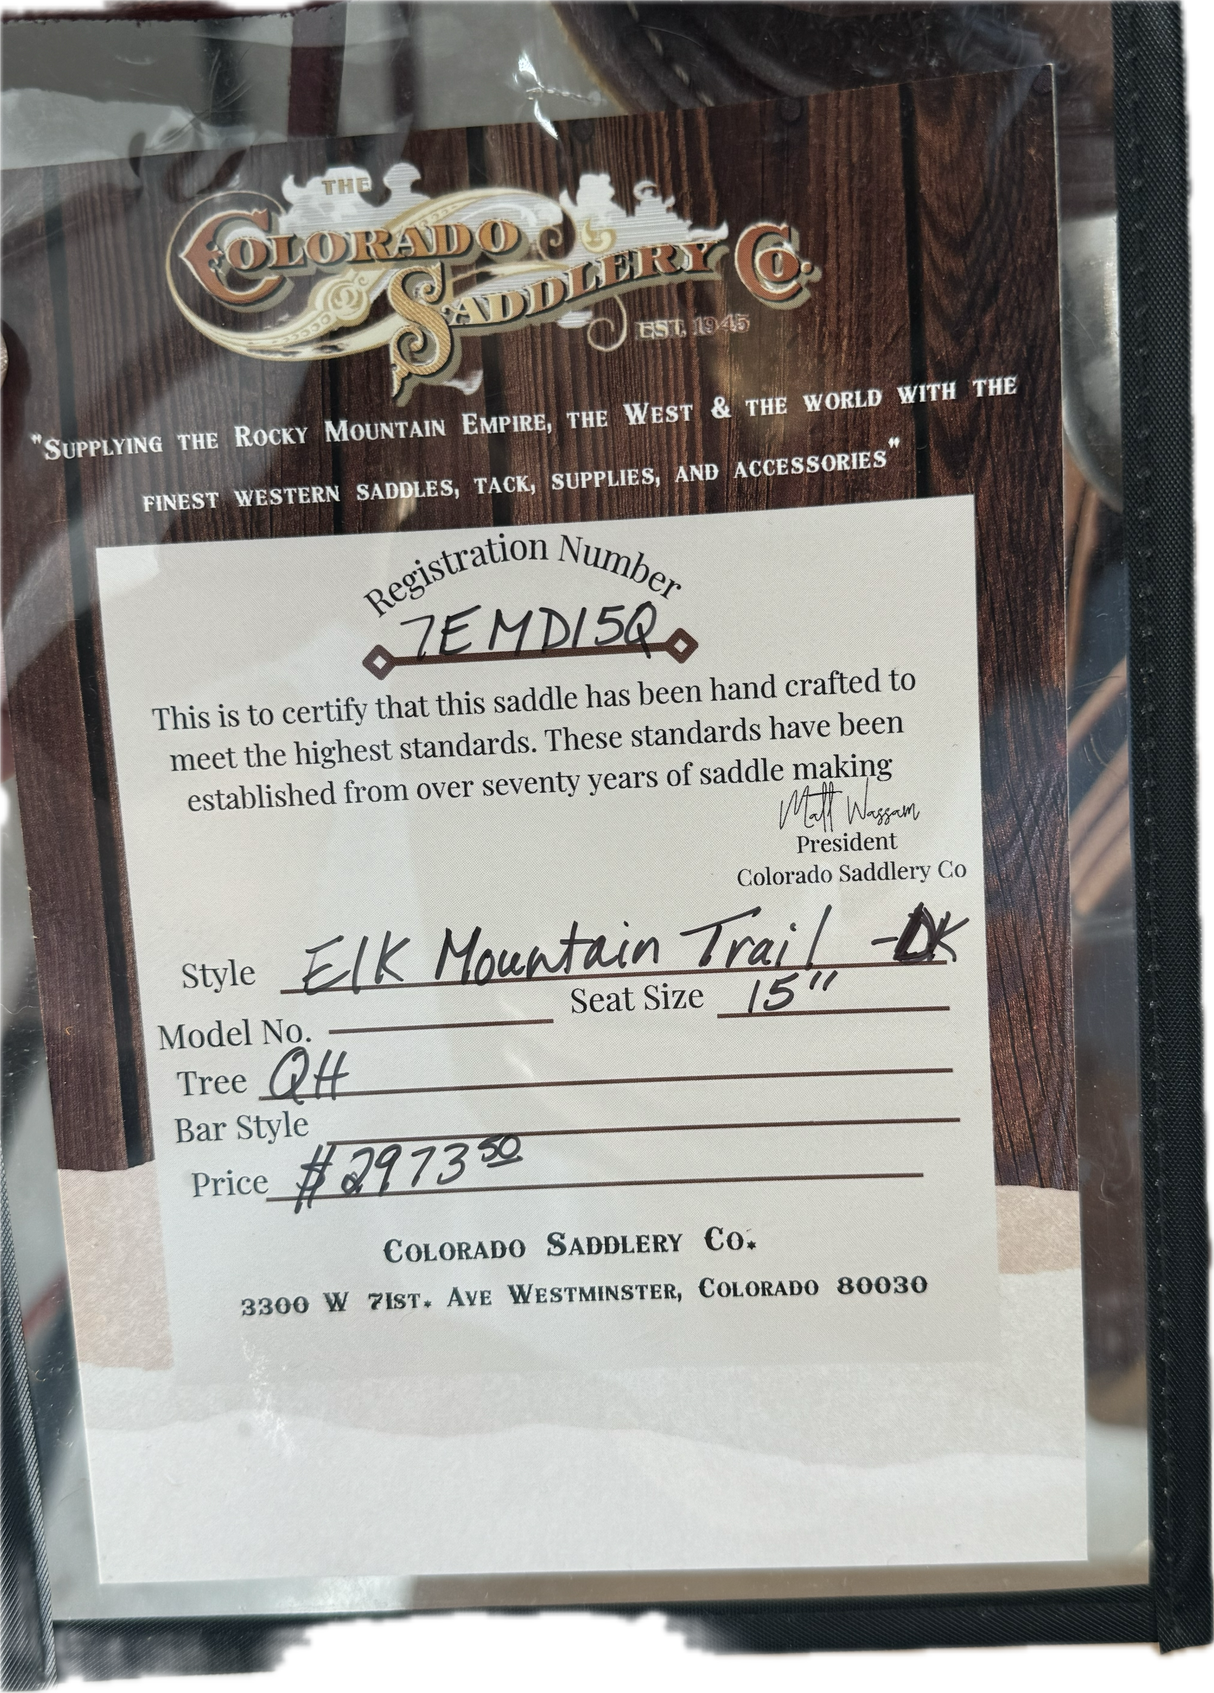 THE
COLORADO
SADDLERY CO.
EST. 1945
"SUPPLYING THE ROCKY MOUNTAIN EMPIRE, THE WEST & THE WORLD WITH THE
FINEST WESTERN SADDLES, TACK, SUPPLIES, AND ACCESSORIES"
Registration Number
7EMD15Q
This is to certify that this saddle has been hand crafted to
meet the highest standards. These standards have been
established from over seventy years of saddle making
Matt Wassam
President
Colorado Saddlery Co
Style Elk Mountain Trail - DK
Model No. Seat Size 15"
Tree QH
Bar Style
Price $2973 50
COLORADO SADDLERY CO.
3300 W 71ST. AVE WESTMINSTER, COLORADO 80030